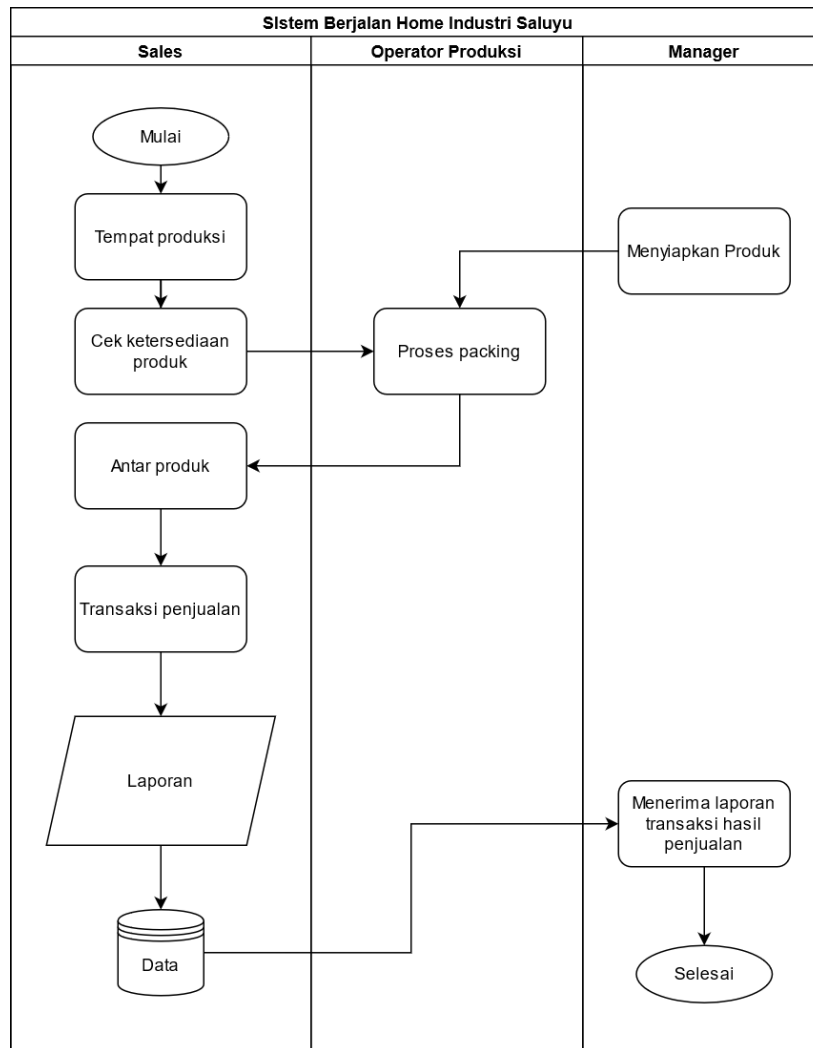 SIstem Berjalan Home Industri Saluyu
Sales
Operator Produksi
Manager
Mulai
Tempat produksi
Menyiapkan Produk
Cek ketersediaan
produk
Proses packing
Antar produk
Transaksi penjualan
Laporan
Menerima laporan
transaksi hasil
penjualan
Data
Selesai